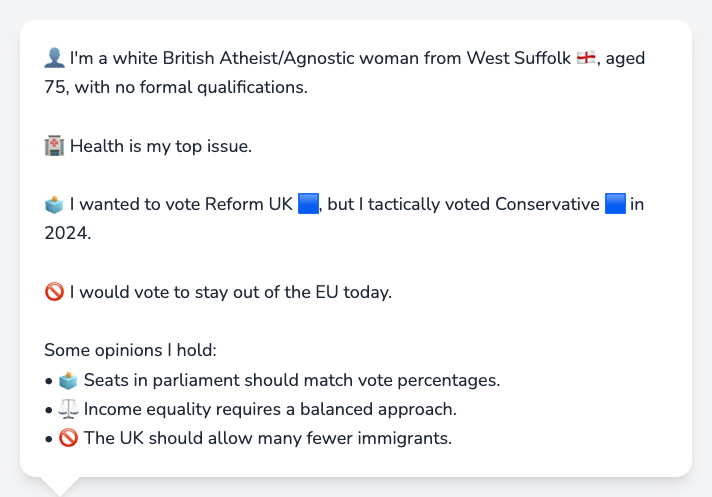 👤 I'm a white British Atheist/Agnostic woman from West Suffolk 🏴󠁧󠁢󠁥󠁮󠁧󠁿, aged
75, with no formal qualifications.
🏥 Health is my top issue.
🗳️ I wanted to vote Reform UK 🟦, but I tactically voted Conservative 🟦 in
2024.
🚫 I would vote to stay out of the EU today.
Some opinions I hold:
• 🗳️ Seats in parliament should match vote percentages.
• ⚖️ Income equality requires a balanced approach.
• 🚫 The UK should allow many fewer immigrants.